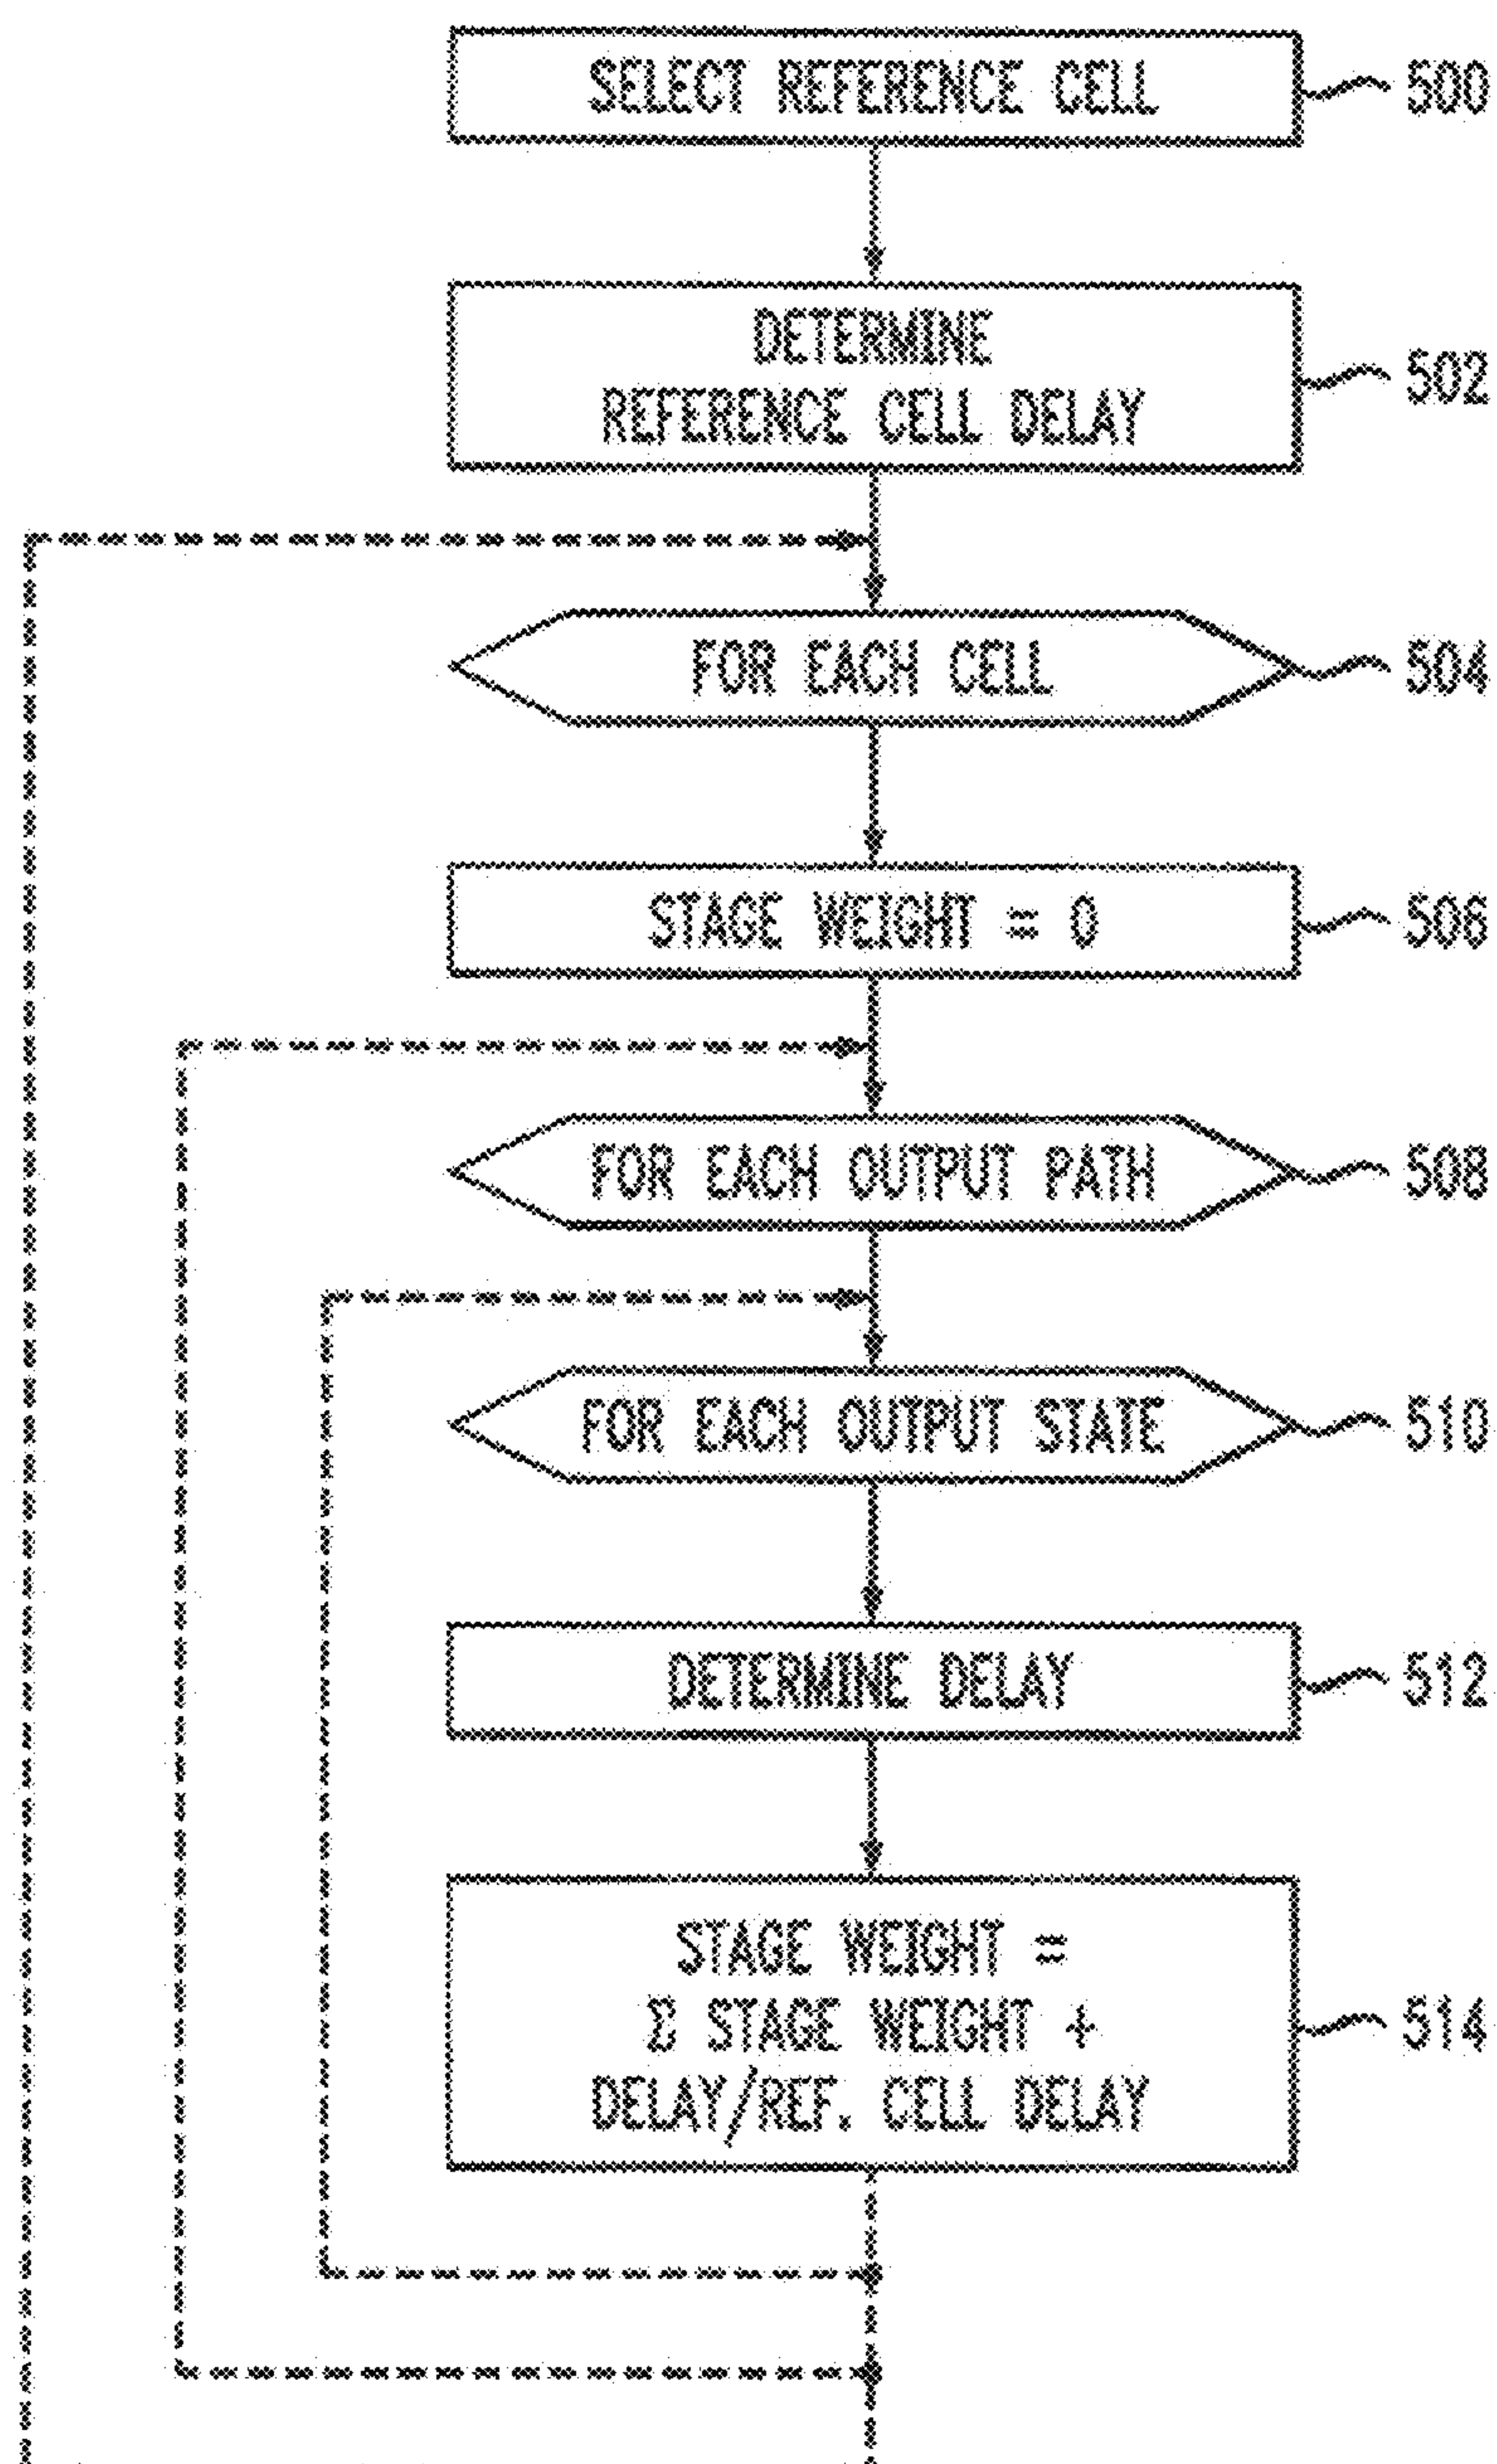 SELECT REFERENCE CELL
500
DETERMINE
REFERENCE CELL DELAY
502
FOR EACH CELL
504
STAGE WEIGHT = 0
506
FOR EACH OUTPUT PATH
508
FOR EACH OUTPUT STATE
510
DETERMINE DELAY
512
STAGE WEIGHT =
Σ STAGE WEIGHT +
DELAY/REF. CELL DELAY
514